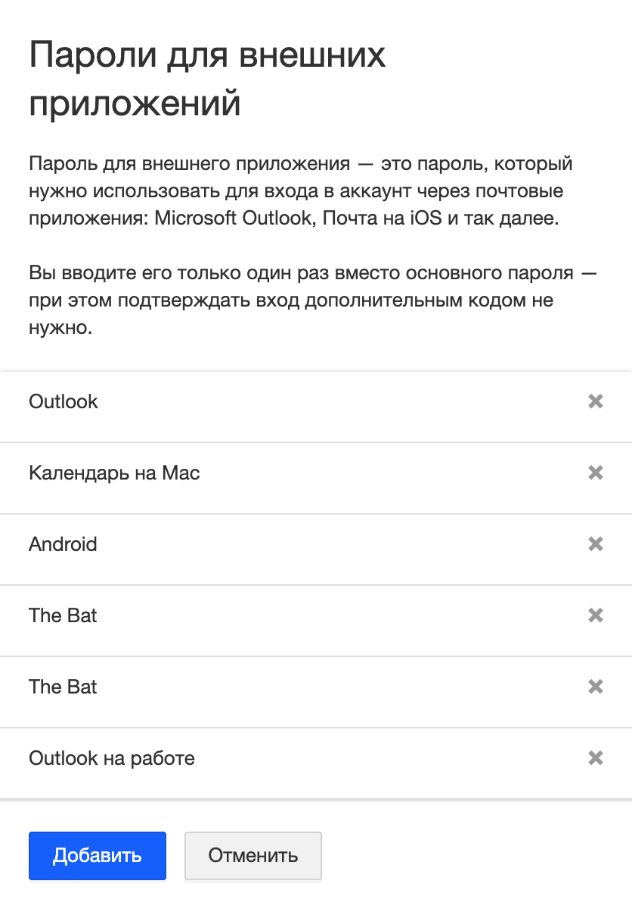 Пароли для внешних
приложений
Пароль для внешнего приложения — это пароль, который
нужно использовать для входа в аккаунт через почтовые
приложения: Microsoft Outlook, Почта на iOS и так далее.
Вы вводите его только один раз вместо основного пароля —
при этом подтверждать вход дополнительным кодом не
нужно.
Outlook
Календарь на Mac
Android
The Bat
The Bat
Outlook на работе
Добавить
Отменить